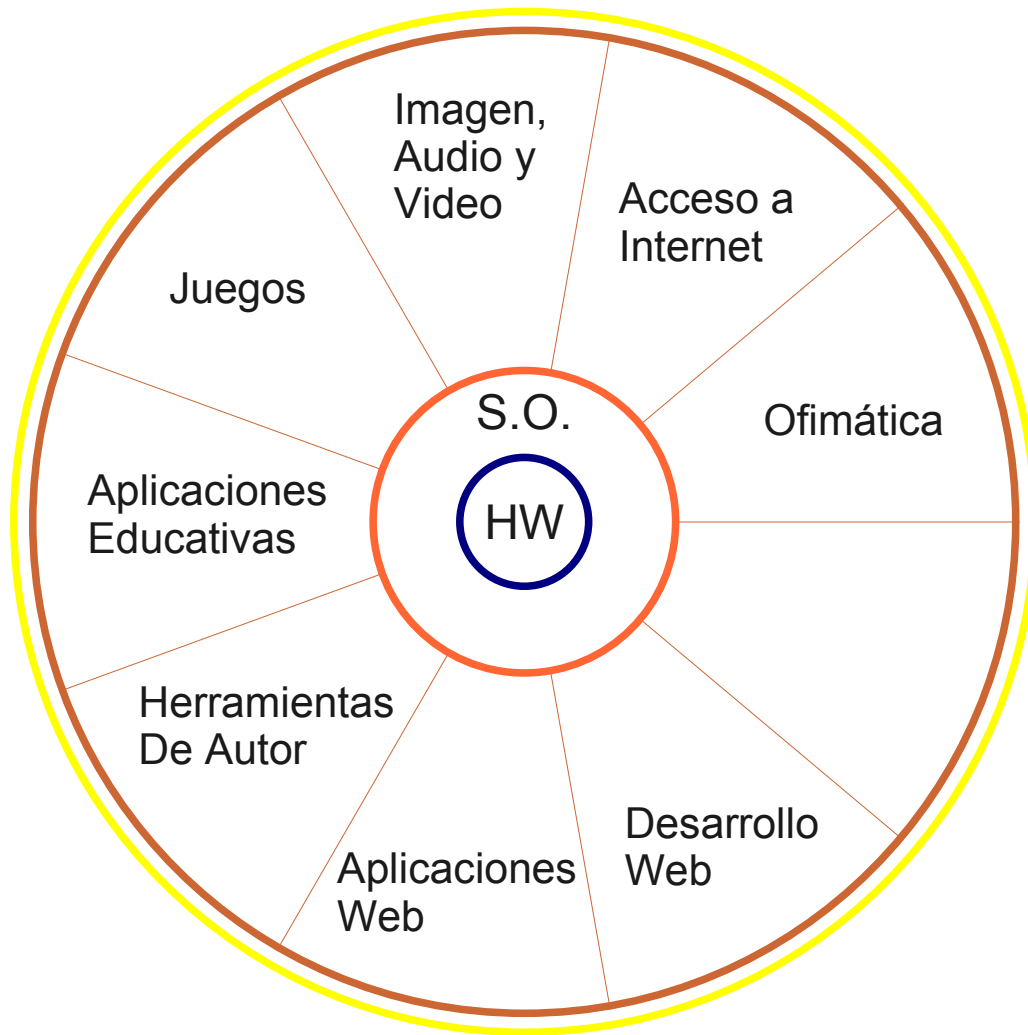 Imagen,
Audio y
Video
Acceso a
Internet
Juegos
S.O.
Ofimática
HW
Aplicaciones
Educativas
Herramientas
De Autor
Desarrollo
Web
Aplicaciones
Web